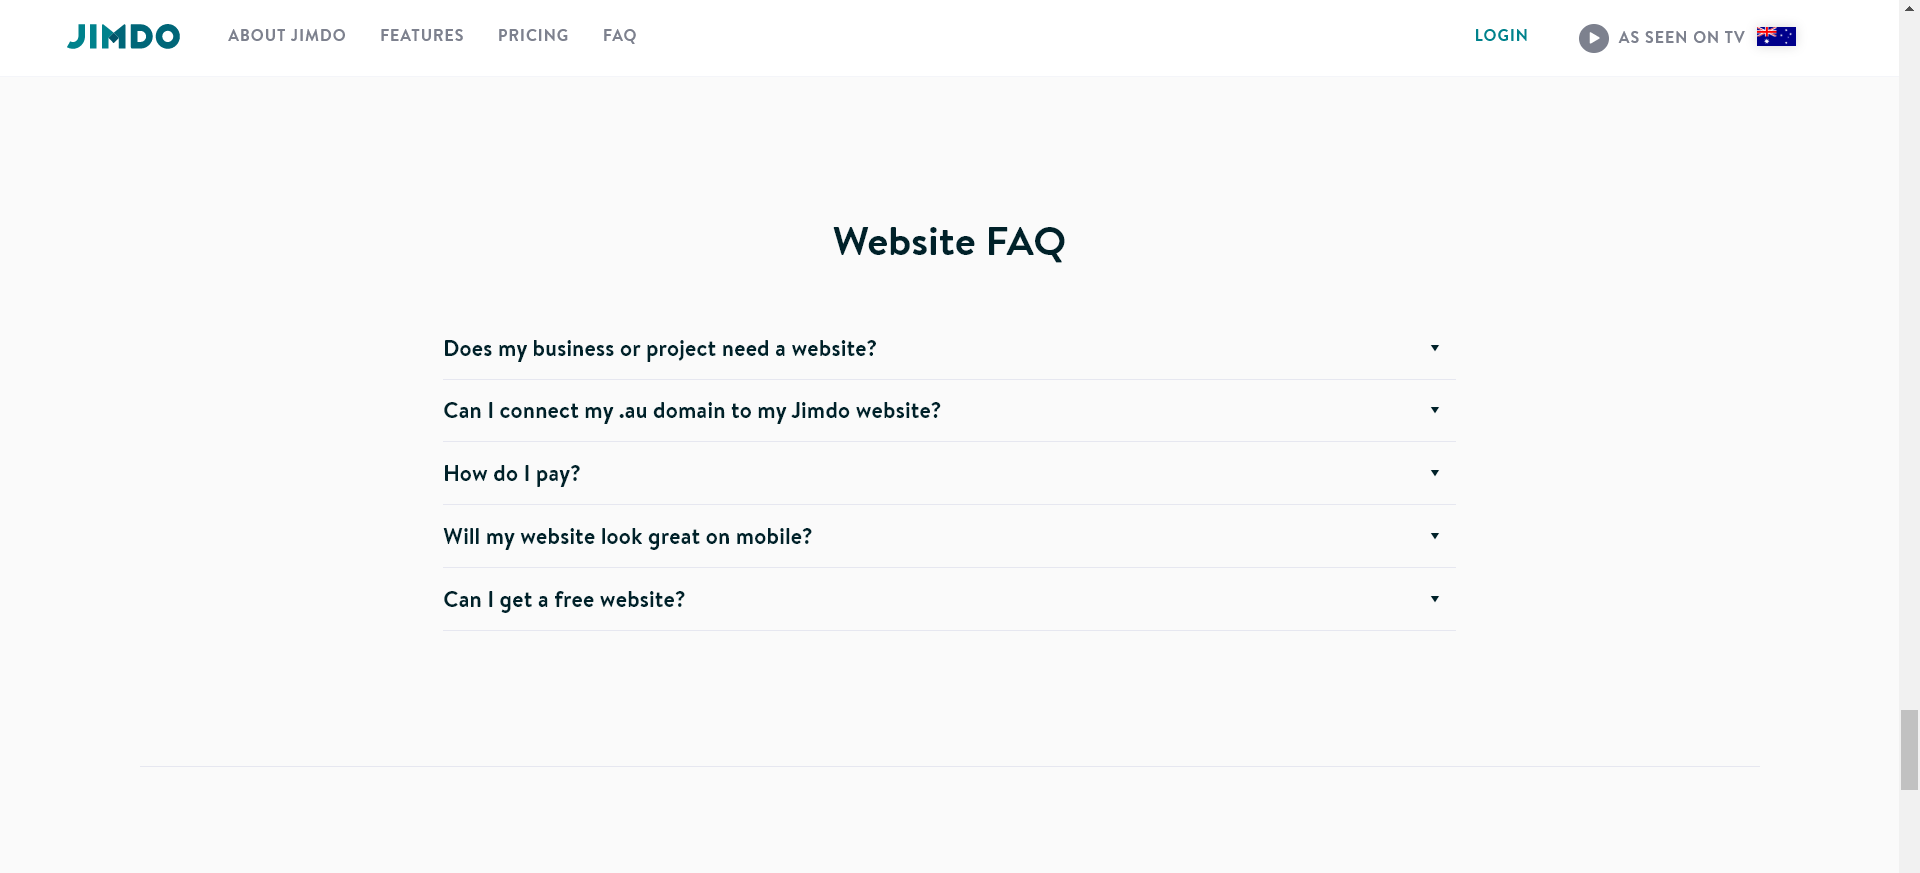 JIMDO ABOUT JIMDO FEATURES PRICING FAQ LOGIN AS SEEN ON TV
Website FAQ
Does my business or project need a website?
Can I connect my .au domain to my Jimdo website?
How do I pay?
Will my website look great on mobile?
Can I get a free website?